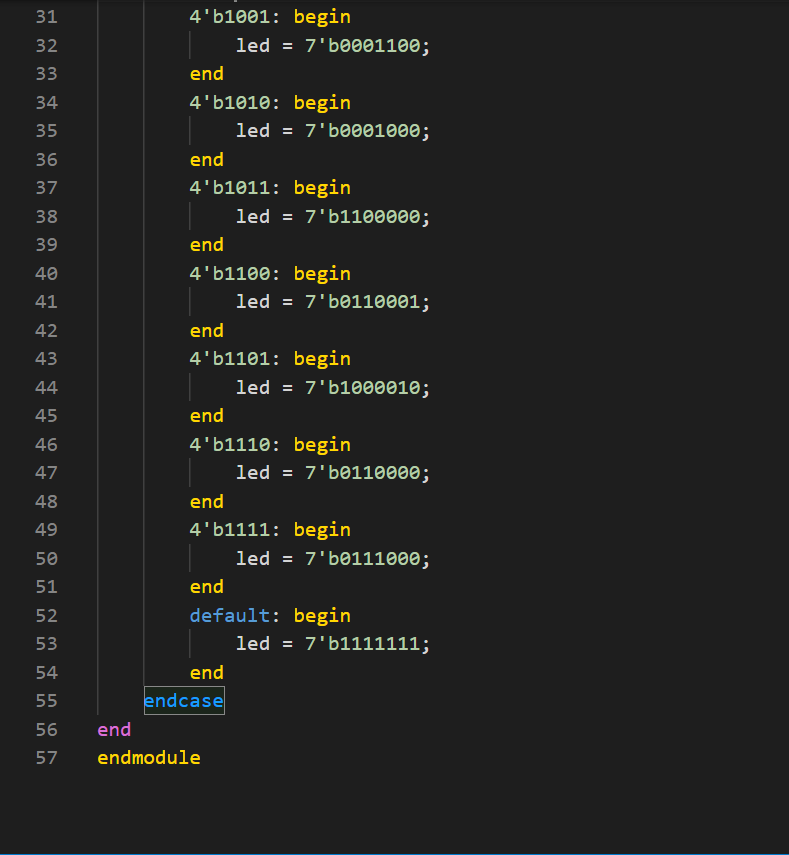 31 4'b1001: begin
32 led = 7'b0001100;
33 end
34 4'b1010: begin
35 led = 7'b0001000;
36 end
37 4'b1011: begin
38 led = 7'b1100000;
39 end
40 4'b1100: begin
41 led = 7'b0110001;
42 end
43 4'b1101: begin
44 led = 7'b1000010;
45 end
46 4'b1110: begin
47 led = 7'b0110000;
48 end
49 4'b1111: begin
50 led = 7'b0111000;
51 end
52 default: begin
53 led = 7'b1111111;
54 end
55 endcase
56 end
57 endmodule